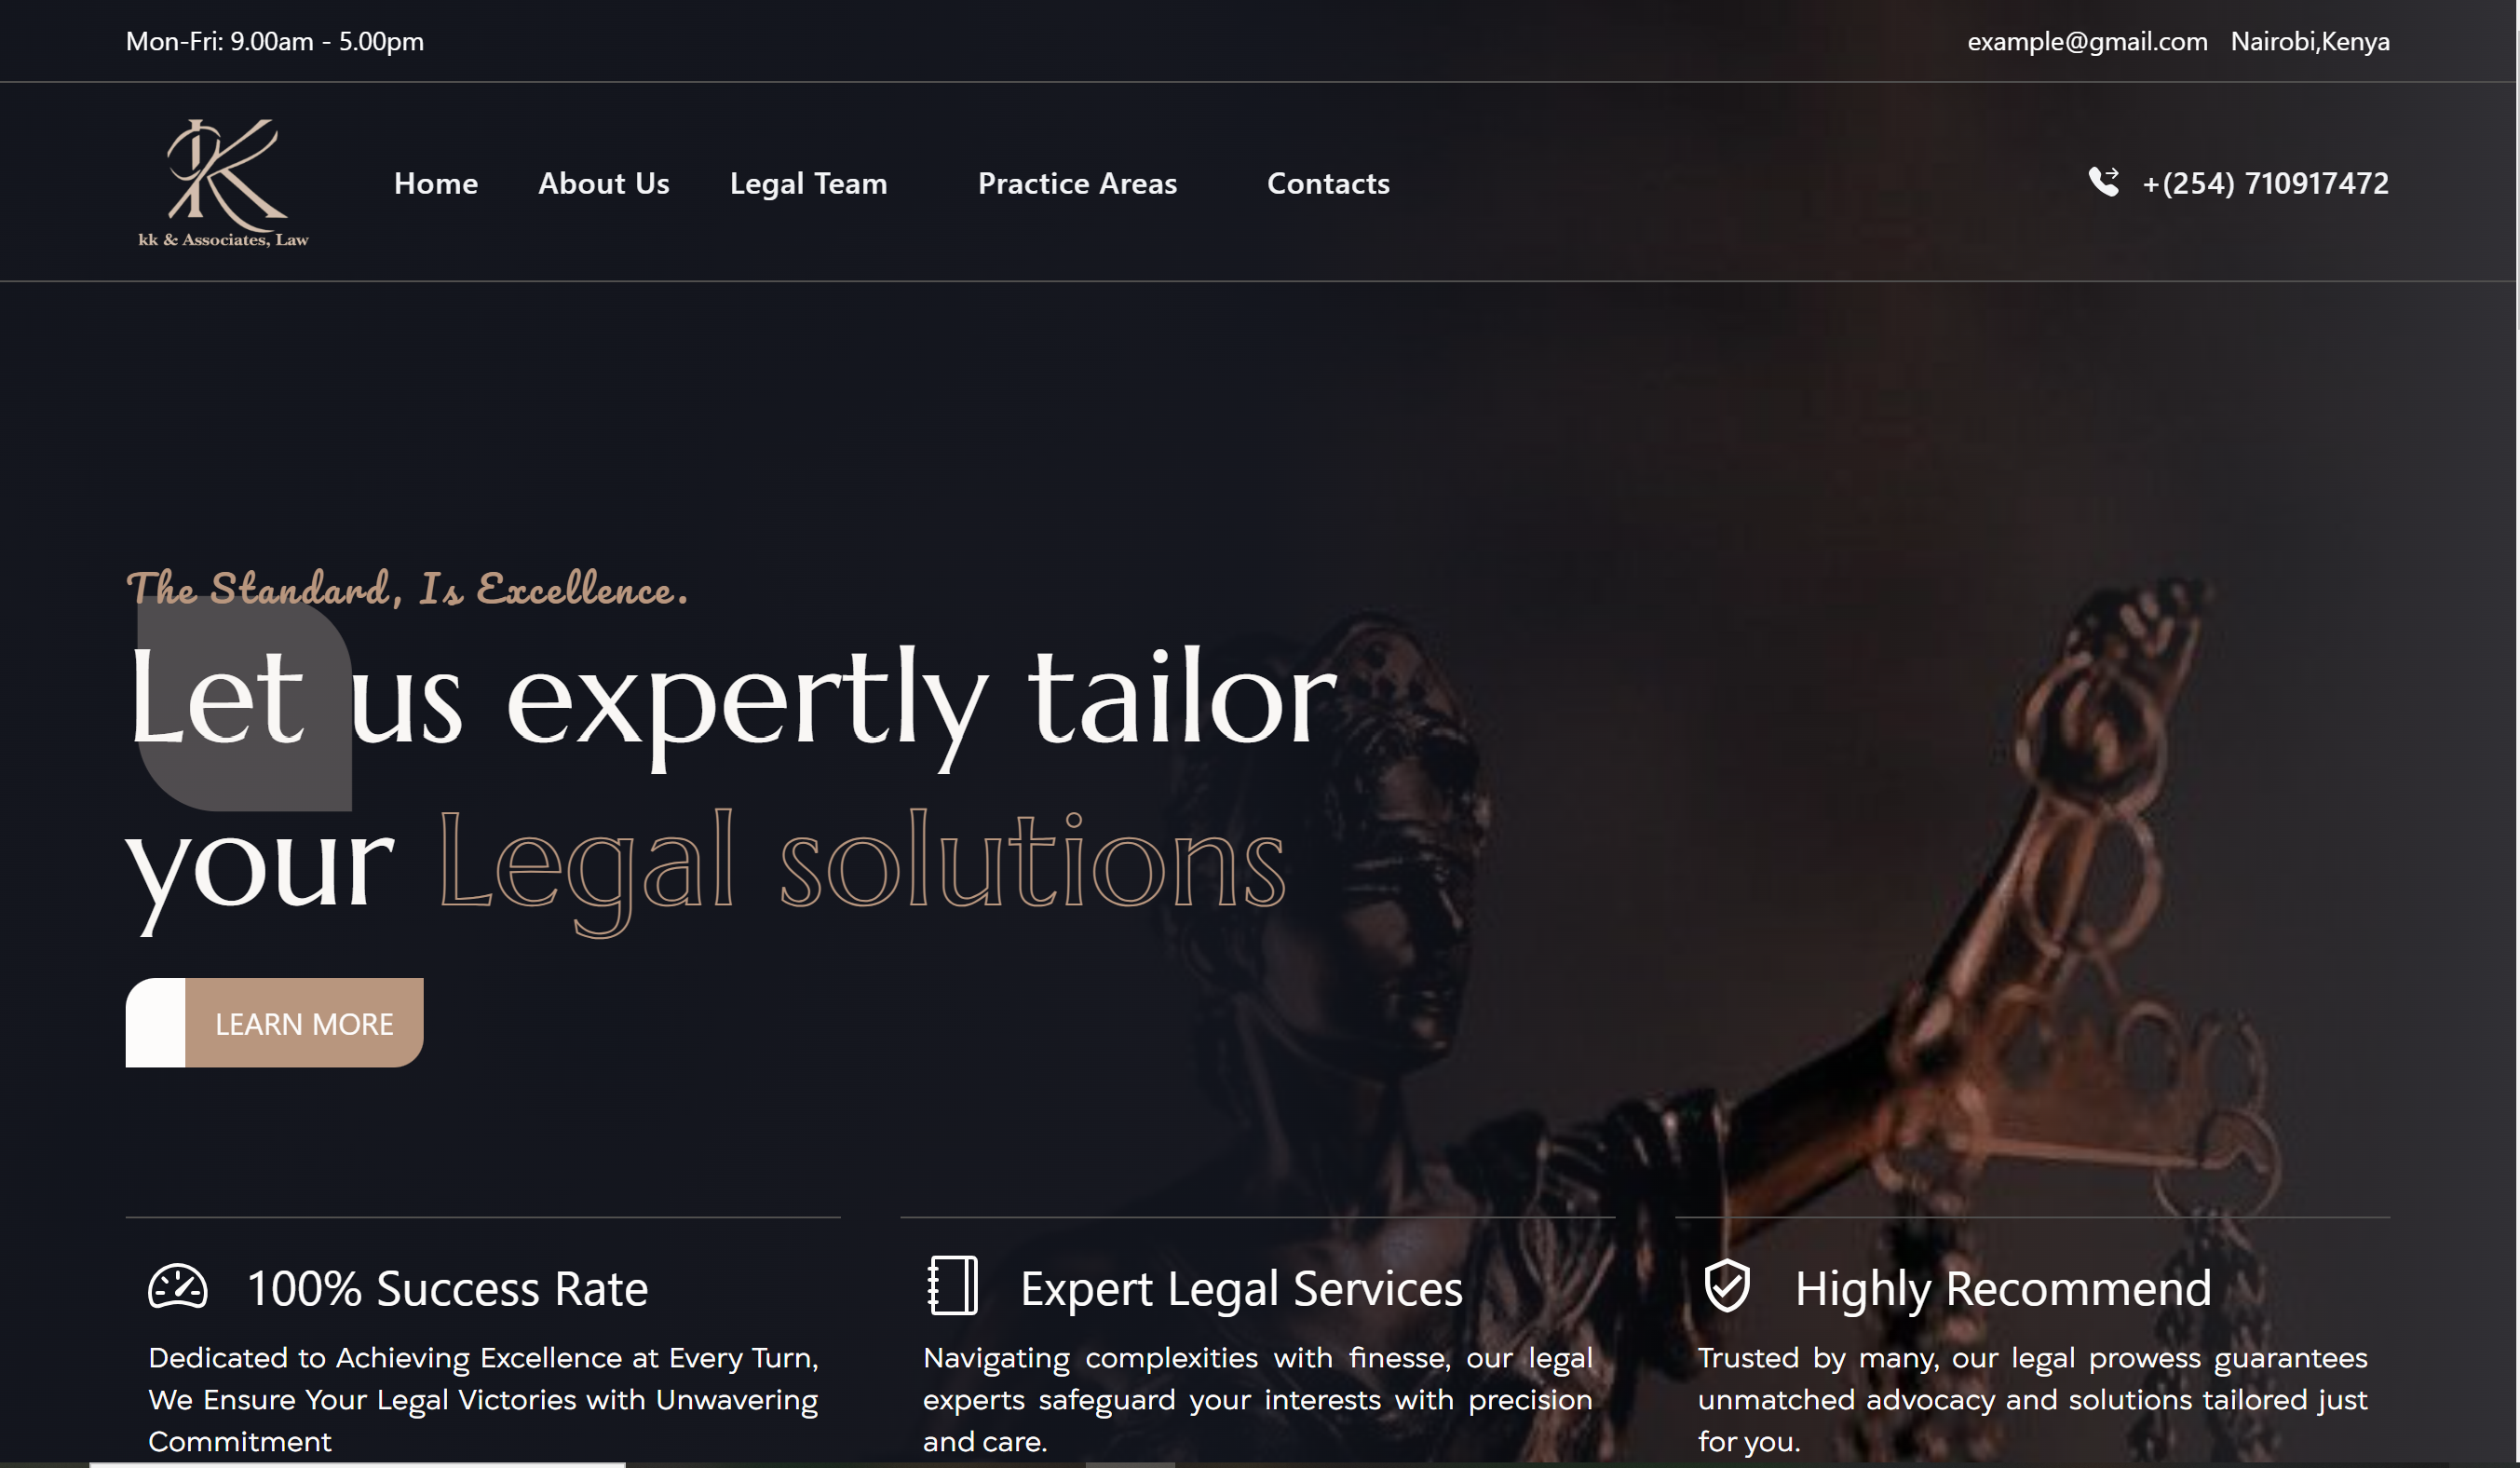 Mon-Fri: 9.00am - 5.00pm
example@gmail.com Nairobi,Kenya
kk & Associates, Law
Home About Us Legal Team Practice Areas Contacts
+(254) 710917472
The Standard, Is Excellence.
Let us expertly tailor
your Legal solutions
LEARN MORE
100% Success Rate
Dedicated to Achieving Excellence at Every Turn,
We Ensure Your Legal Victories with Unwavering
Commitment
Expert Legal Services
Navigating complexities with finesse, our legal
experts safeguard your interests with precision
and care.
Highly Recommend
Trusted by many, our legal prowess guarantees
unmatched advocacy and solutions tailored just
for you.